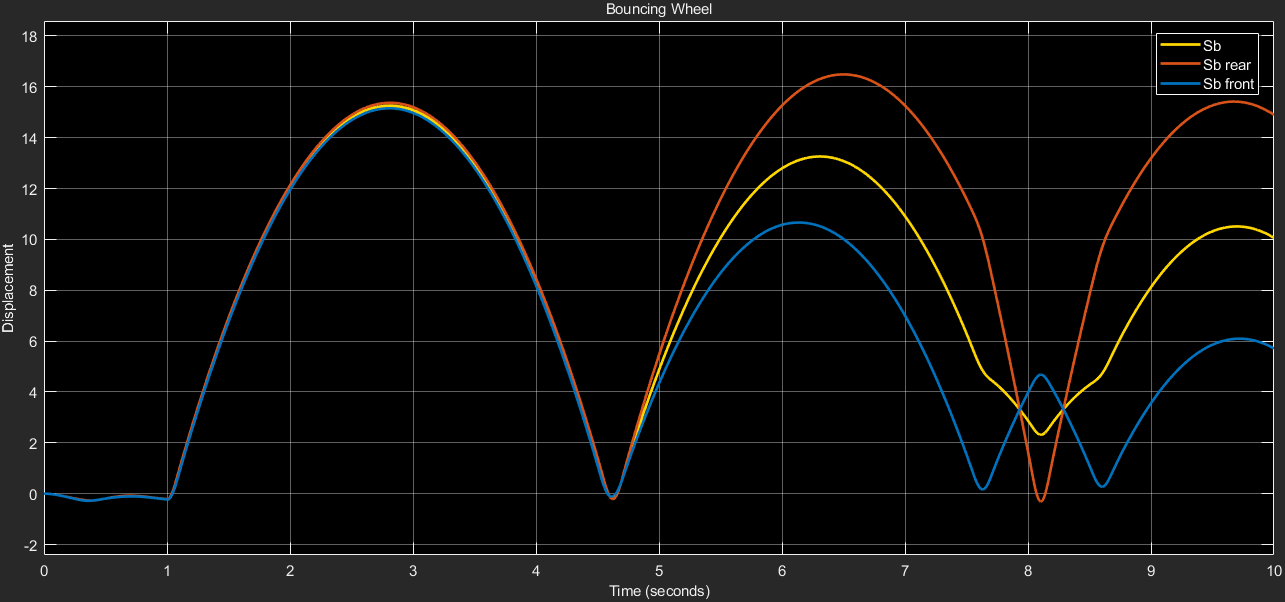 Bouncing Wheel
Sb
Sb rear
Sb front
Displacement
18
16
14
12
10
8
6
4
2
0
-2
0 1 2 3 4 5 6 7 8 9 10
Time (seconds)